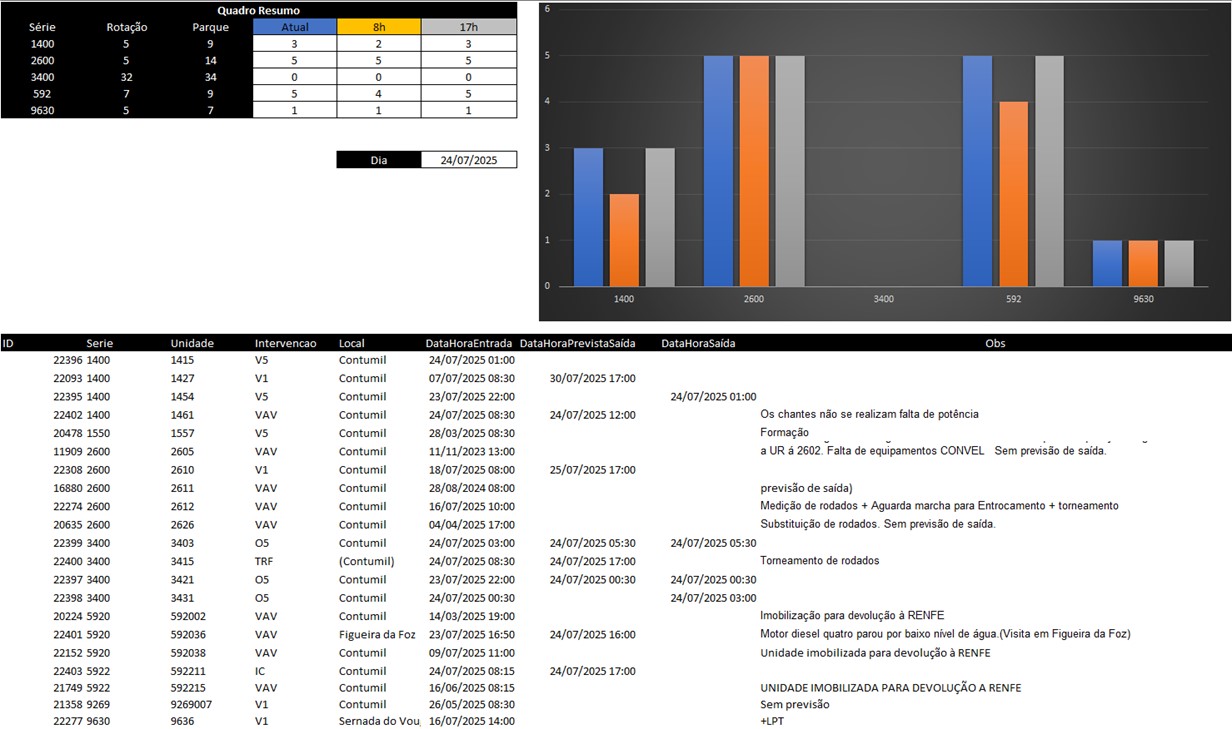 Quadro Resumo
Série Rotação Parque Atual 8h 17h
1400 5 9 3 2 3
2600 5 14 5 5 5
3400 32 34 0 0 0
592 7 9 5 4 5
9630 5 7 1 1 1
Dia 24/07/2025
6
5
4
3
2
1
0
1400 2600 3400 592 9630
ID Serie Unidade Intervencao Local DataHoraEntrada DataHoraPrevistaSaída DataHoraSaída Obs
22396 1400 1415 V5 Contumil 24/07/2025 01:00
22093 1400 1427 V1 Contumil 07/07/2025 08:30 30/07/2025 17:00
22395 1400 1454 V5 Contumil 23/07/2025 22:00 24/07/2025 01:00
22402 1400 1461 VAV Contumil 24/07/2025 08:30 24/07/2025 12:00 Os chantes não se realizam falta de potência
20478 1550 1557 V5 Contumil 28/03/2025 08:30 Formação
11909 2600 2605 VAV Contumil 11/11/2023 13:00 a UR á 2602. Falta de equipamentos CONVEL Sem previsão de saída.
22308 2600 2610 V1 Contumil 18/07/2025 08:00 25/07/2025 17:00
16880 2600 2611 VAV Contumil 28/08/2024 08:00 previsão de saída)
22274 2600 2612 VAV Contumil 16/07/2025 10:00 Medição de rodados + Aguarda marcha para Entrocamento + torneamento
20635 2600 2626 VAV Contumil 04/04/2025 17:00 Substituição de rodados. Sem previsão de saída.
22399 3400 3403 O5 Contumil 24/07/2025 03:00 24/07/2025 05:30 24/07/2025 05:30
22400 3400 3415 TRF (Contumil) 24/07/2025 08:30 24/07/2025 17:00 Torneamento de rodados
22397 3400 3421 O5 Contumil 23/07/2025 22:00 24/07/2025 00:30 24/07/2025 00:30
22398 3400 3431 O5 Contumil 24/07/2025 00:30 24/07/2025 03:00
20224 5920 592002 VAV Contumil 14/03/2025 19:00 Imobilização para devolução à RENFE
22401 5920 592036 VAV Figueira da Foz 23/07/2025 16:50 24/07/2025 16:00 Motor diesel quatro parou por baixo nível de água.(Visita em Figueira da Foz)
22152 5920 592038 VAV Contumil 09/07/2025 11:00 Unidade imobilizada para devolução à RENFE
22403 5922 592211 IC Contumil 24/07/2025 08:15 24/07/2025 17:00
21749 5922 592215 VAV Contumil 16/06/2025 08:15 UNIDADE IMOBILIZADA PARA DEVOLUÇÃO A RENFE
21358 9269 9269007 V1 Contumil 26/05/2025 08:30 Sem previsão
22277 9630 9636 V1 Sernada do Vou 16/07/2025 14:00 +LPT